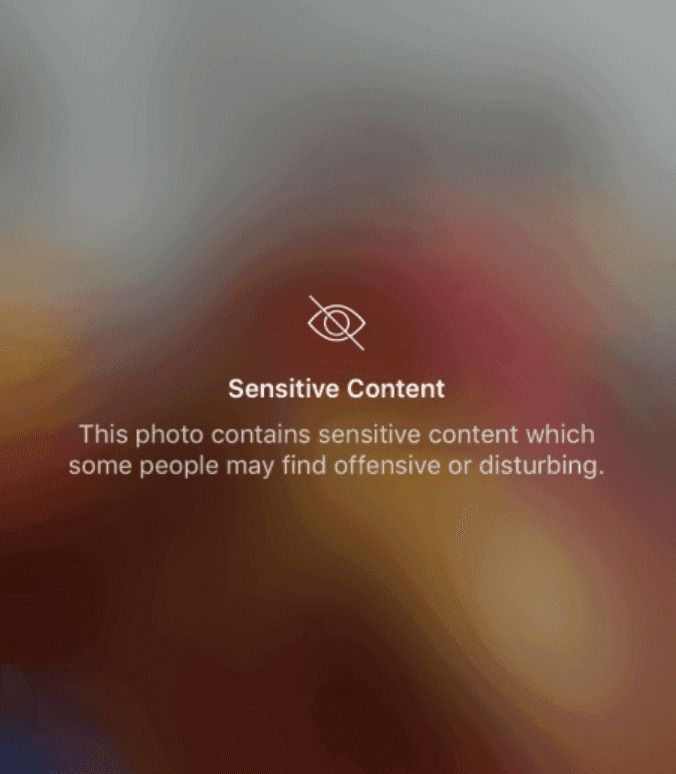 Sensitive Content
This photo contains sensitive content which
some people may find offensive or disturbing.